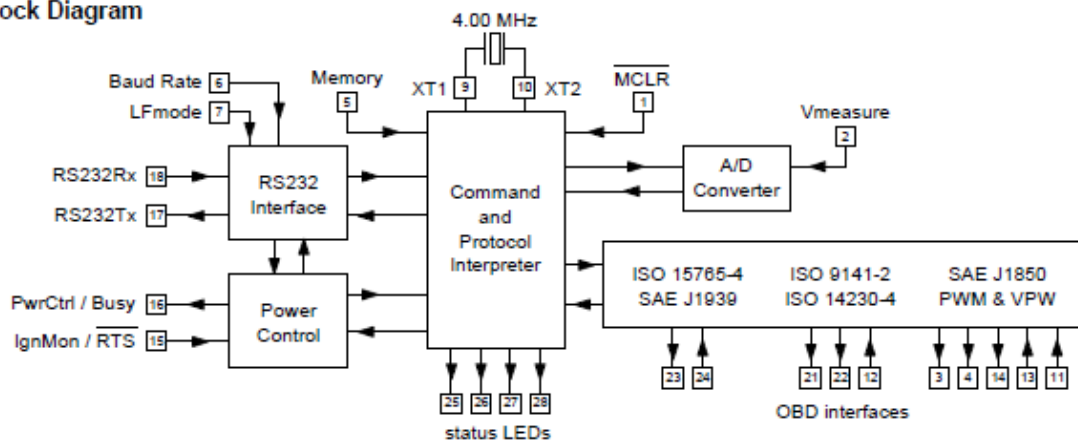 ock Diagram
4.00 MHz
Baud Rate 6
LFmode 7
Memory
5
XT1 9
10 XT2
MCLR
1
Vmeasure
2
RS232Rx 18
RS232Tx 17
RS232
Interface
Command
and
Protocol
Interpreter
A/D
Converter
PwrCtrl / Busy 16
IgnMon / RTS 15
Power
Control
ISO 15765-4
SAE J1939
ISO 9141-2
ISO 14230-4
SAE J1850
PWM & VPW
23 24
21 22 12
3 4 14 13 11
OBD interfaces
25 26 27 28
status LEDs